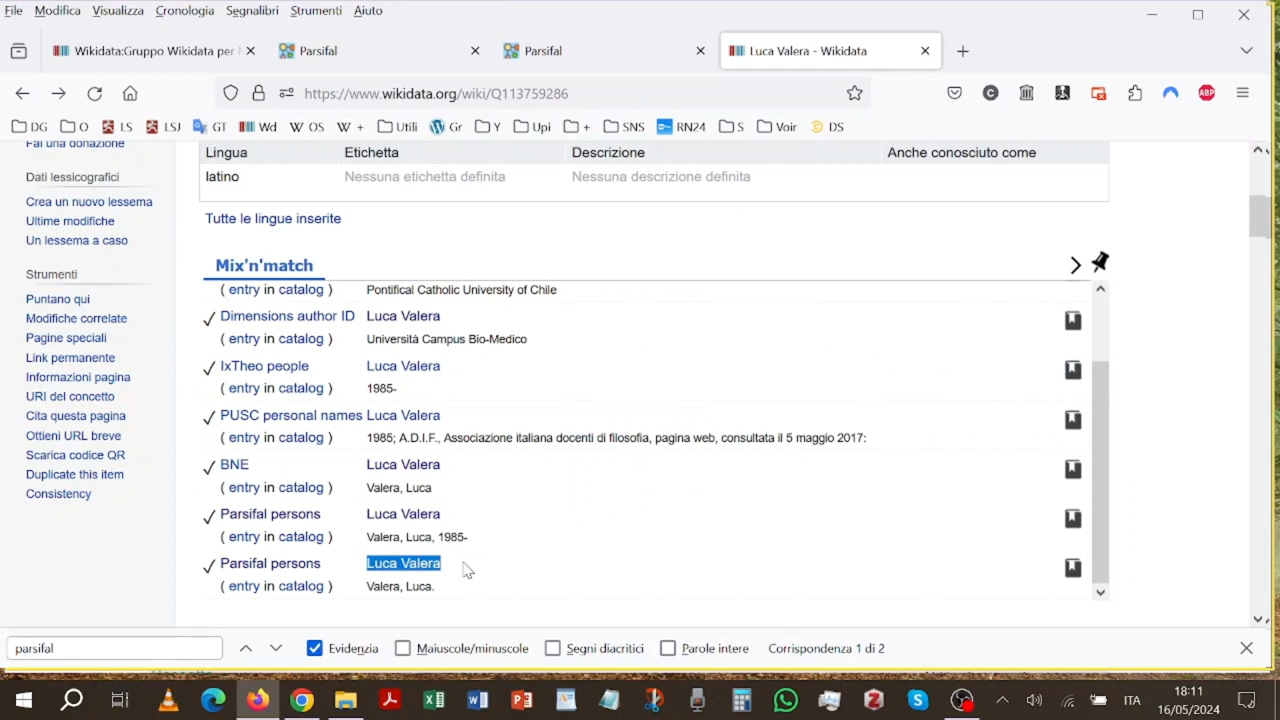 File Modifica Visualizza Cronologia Segnalibri Strumenti Aiuto
Wikidata:Gruppo Wikidata per Parsifal Parsifal Luca Valera - Wikidata
https://www.wikidata.org/wiki/Q113759286
ABP
DG O LS LSJ GT Wd OS + Utili Gr Y Upi + SNS RN24 S Voir DS
Fai una donazione
Dati lessicografici
Crea un nuovo lessema
Ultime modifiche
Un lessema a caso
Strumenti
Puntano qui
Modifiche correlate
Pagine speciali
Link permanente
Informazioni pagina
URI del concetto
Cita questa pagina
Ottieni URL breve
Scarica codice QR
Duplicate this item
Consistency
Lingua Etichetta Descrizione Anche conosciuto come
latino Nessuna etichetta definita Nessuna descrizione definita
Tutte le lingue inserite
Mix'n'match
( entry in catalog ) Pontifical Catholic University of Chile
Dimensions author ID Luca Valera
( entry in catalog ) Università Campus Bio-Medico
IxTheo people Luca Valera
( entry in catalog ) 1985-
PUSC personal names Luca Valera
( entry in catalog ) 1985; A.D.I.F., Associazione italiana docenti di filosofia, pagina web, consultata il 5 maggio 2017:
BNE Luca Valera
( entry in catalog ) Valera, Luca
Parsifal persons Luca Valera
( entry in catalog ) Valera, Luca, 1985-
Parsifal persons Luca Valera
( entry in catalog ) Valera, Luca.
parsifal Evidenzia Maiuscole/minuscole Segni diacritici Parole intere Corrispondenza 1 di 2
ITA
18:11
16/05/2024